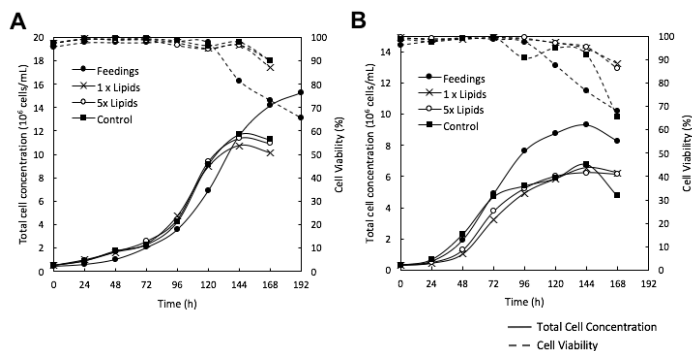 A
20
18
16
14
12
10
8
6
4
2
0
Total cell concentration (10⁶ cells/mL)
100
90
80
70
60
50
40
30
20
10
0
Cell Viability (%)
Feedings
1 x Lipids
5x Lipids
Control
0 24 48 72 96 120 144 168 192
Time (h)
B
14
12
10
8
6
4
2
0
Total cell concentration (10⁶ cells/mL)
100
90
80
70
60
50
40
30
20
10
0
Cell Viability (%)
Feedings
1 x Lipids
5x Lipids
Control
0 24 48 72 96 120 144 168 192
Time (h)
Total Cell Concentration
Cell Viability